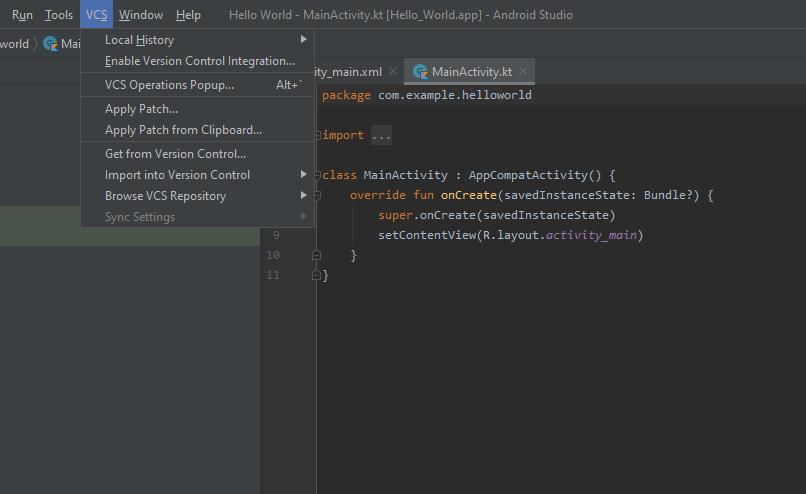 Run Tools VCS Window Help Hello World - MainActivity.kt [Hello_World.app] - Android Studio
world Mai
Local History
Enable Version Control Integration...
VCS Operations Popup... Alt+`
Apply Patch...
Apply Patch from Clipboard...
Get from Version Control...
Import into Version Control
Browse VCS Repository
Sync Settings
ity_main.xml MainActivity.kt
package com.example.helloworld
import ...
class MainActivity : AppCompatActivity() {
override fun onCreate(savedInstanceState: Bundle?) {
super.onCreate(savedInstanceState)
9 setContentView(R.layout.activity_main)
10 }
11 }